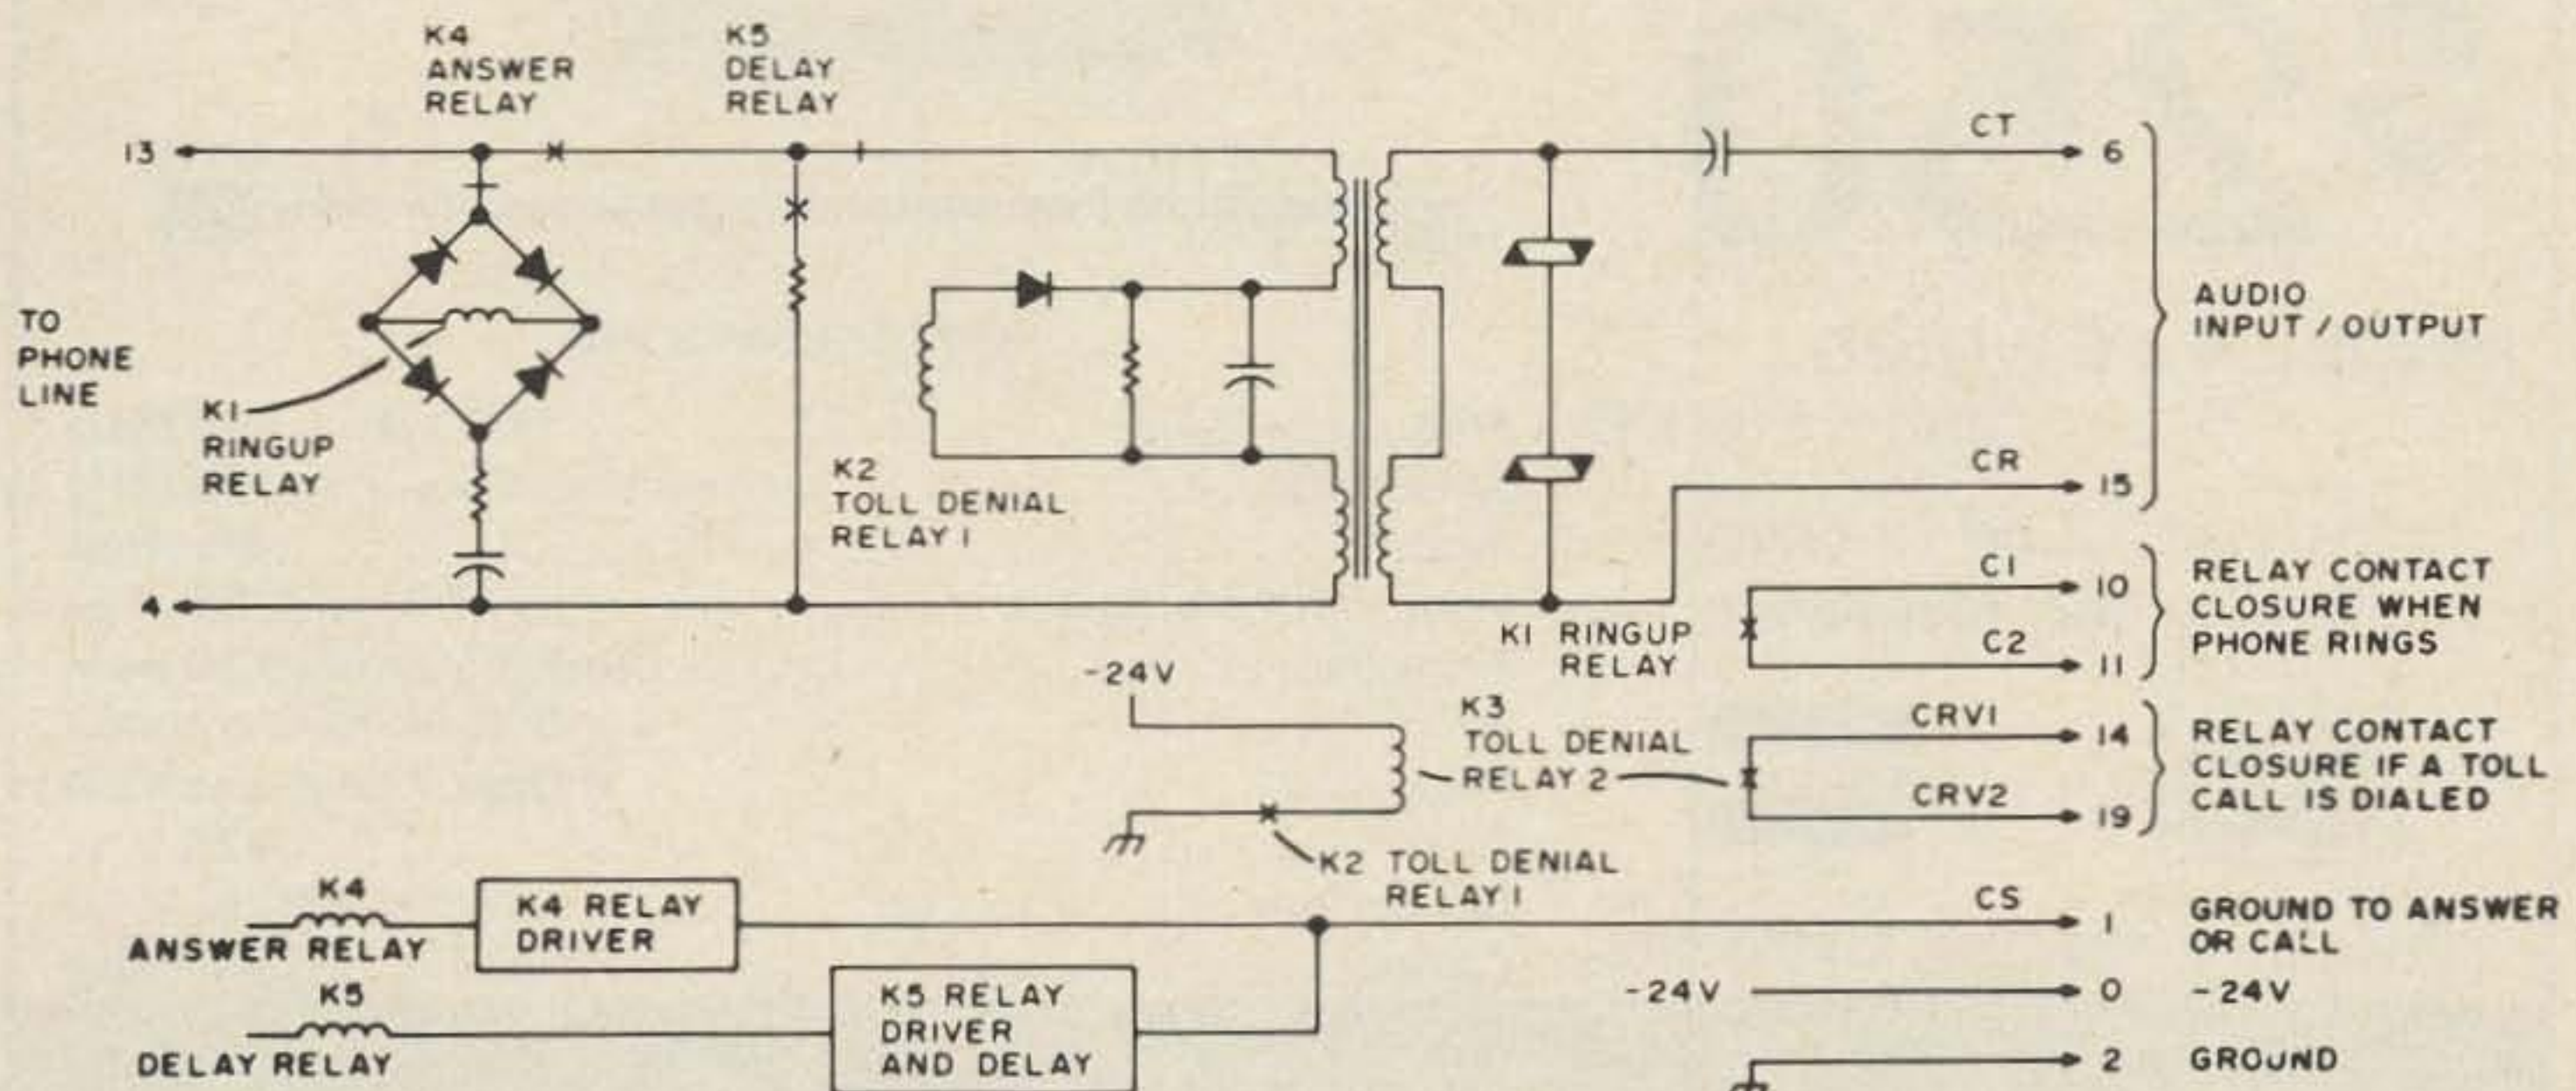 K4
ANSWER
RELAY
K5
DELAY
RELAY
13
CT
6
TO
PHONE
LINE
K1
RINGUP
RELAY
K2
TOLL DENIAL
RELAY 1
AUDIO
INPUT / OUTPUT
CR
15
4
K1 RINGUP
RELAY
C1
10
C2
11
RELAY CONTACT
CLOSURE WHEN
PHONE RINGS
-24V
K3
TOLL DENIAL
RELAY 2
CRV1
14
CRV2
19
RELAY CONTACT
CLOSURE IF A TOLL
CALL IS DIALED
K2 TOLL DENIAL
RELAY 1
K4
ANSWER RELAY
K4 RELAY
DRIVER
CS
1
GROUND TO ANSWER
OR CALL
K5
DELAY RELAY
K5 RELAY
DRIVER
AND DELAY
-24V
0
-24V
2
GROUND